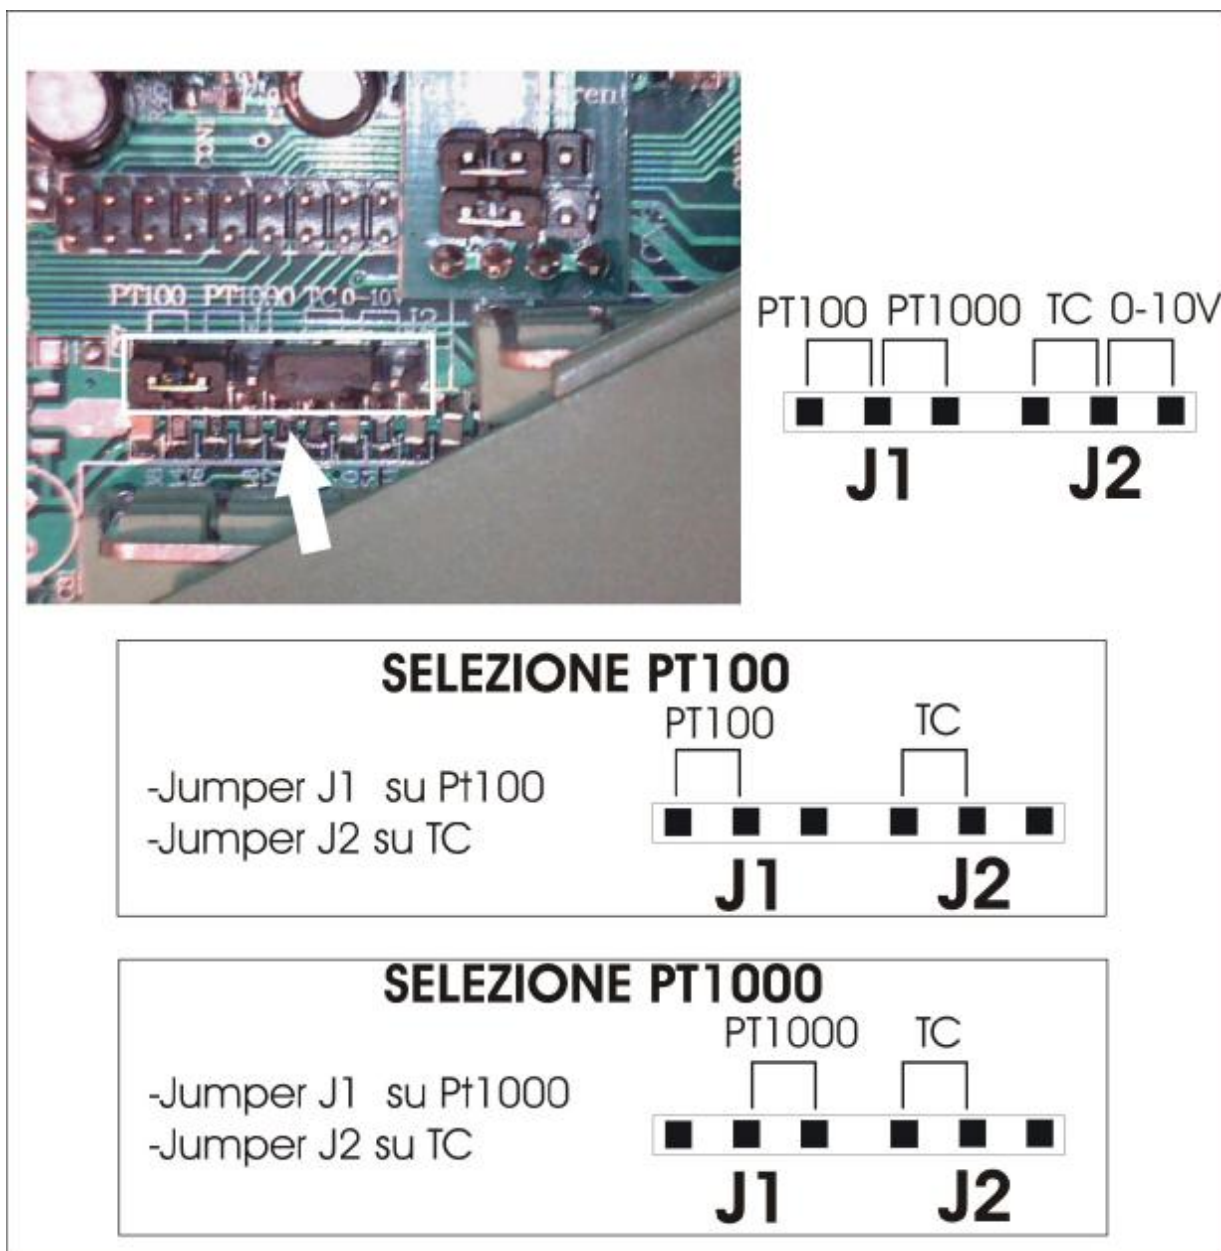 PT100 PT1000 TC 0-10V
J2
PT100 PT1000 TC 0-10V
J1 J2
SELEZIONE PT100
PT100 TC
-Jumper J1 su Pt100
-Jumper J2 su TC
J1 J2
SELEZIONE PT1000
PT1000 TC
-Jumper J1 su Pt1000
-Jumper J2 su TC
J1 J2